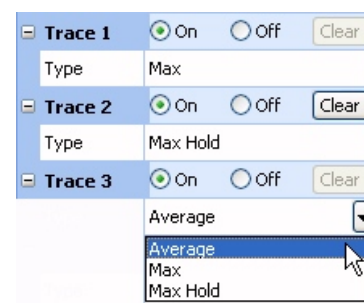 Trace 1 On Off Clear
Type Max
Trace 2 On Off Clear
Type Max Hold
Trace 3 On Off Clear
Average
Average
Max
Max Hold